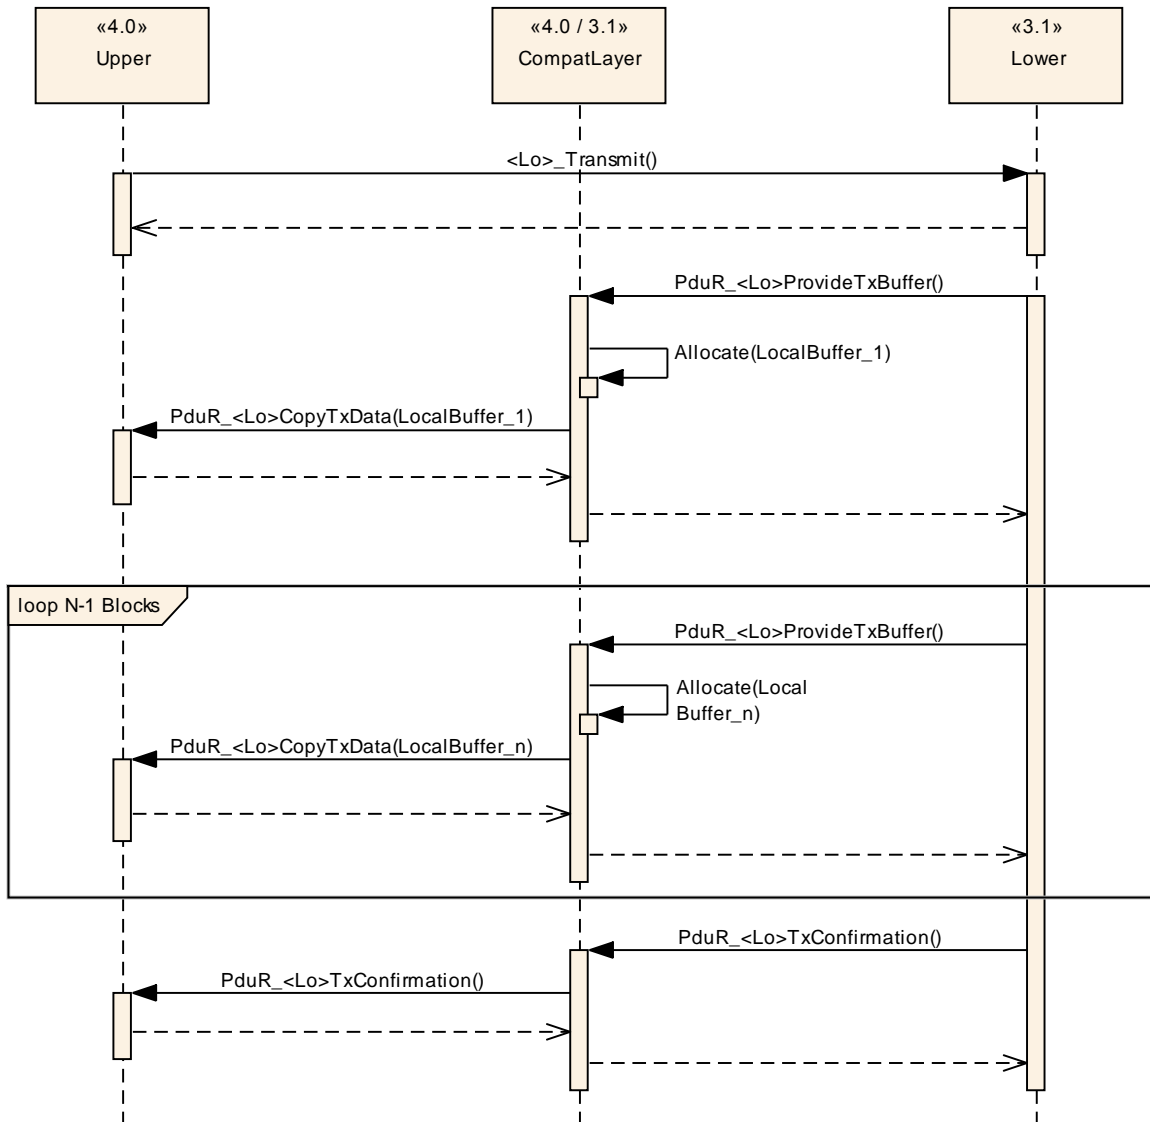 «4.0»
Upper
«4.0 / 3.1»
CompatLayer
«3.1»
Lower
<Lo>_Transmit()
PduR_<Lo>ProvideTxBuffer()
Allocate(LocalBuffer_1)
PduR_<Lo>CopyTxData(LocalBuffer_1)
loop N-1 Blocks
PduR_<Lo>ProvideTxBuffer()
Allocate(Local
Buffer_n)
PduR_<Lo>CopyTxData(LocalBuffer_n)
PduR_<Lo>TxConfirmation()
PduR_<Lo>TxConfirmation()